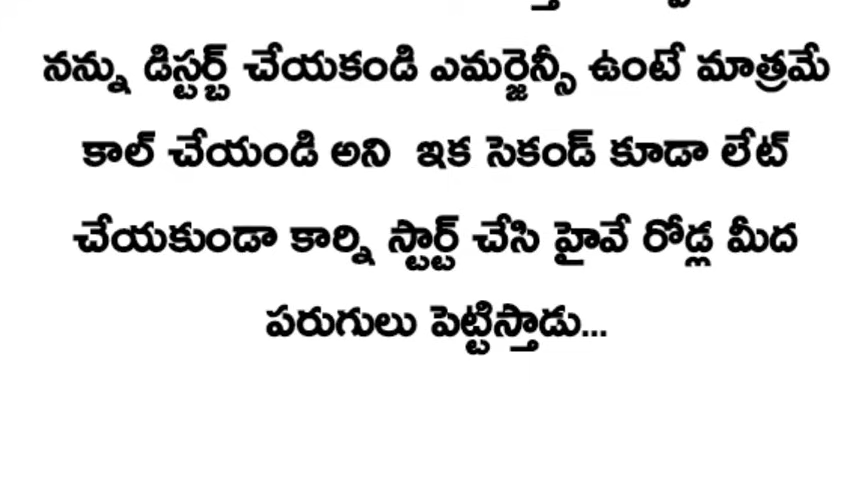 నన్ను డిస్టర్బ్ చేయకండి ఎమర్జెన్సీ ఉంటే మాత్రమే
కాల్ చేయండి అని ఇక సెకండ్ కూడా లేట్
చేయకుండా కార్ని స్టార్ట్ చేసి హైవే రోడ్ల మీద
పరుగులు పెట్టిస్తాడు...